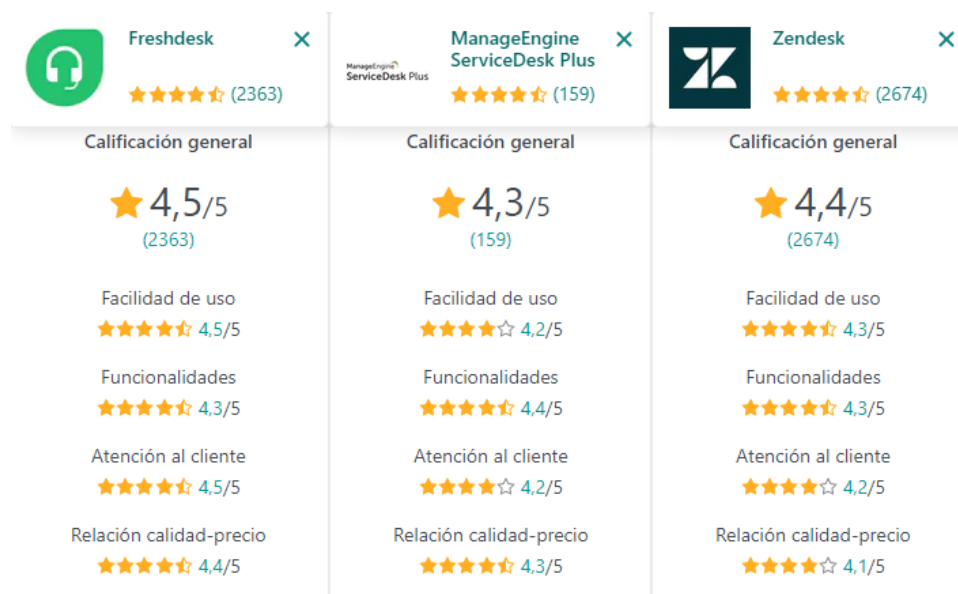 Freshdesk
(2363)
Calificación general
4,5/5
(2363)
Facilidad de uso
4,5/5
Funcionalidades
4,3/5
Atención al cliente
4,5/5
Relación calidad-precio
4,4/5
ManageEngine
ServiceDesk Plus
ManageEngine
ServiceDesk Plus
(159)
Calificación general
4,3/5
(159)
Facilidad de uso
4,2/5
Funcionalidades
4,4/5
Atención al cliente
4,2/5
Relación calidad-precio
4,3/5
Zendesk
(2674)
Calificación general
4,4/5
(2674)
Facilidad de uso
4,3/5
Funcionalidades
4,3/5
Atención al cliente
4,2/5
Relación calidad-precio
4,1/5